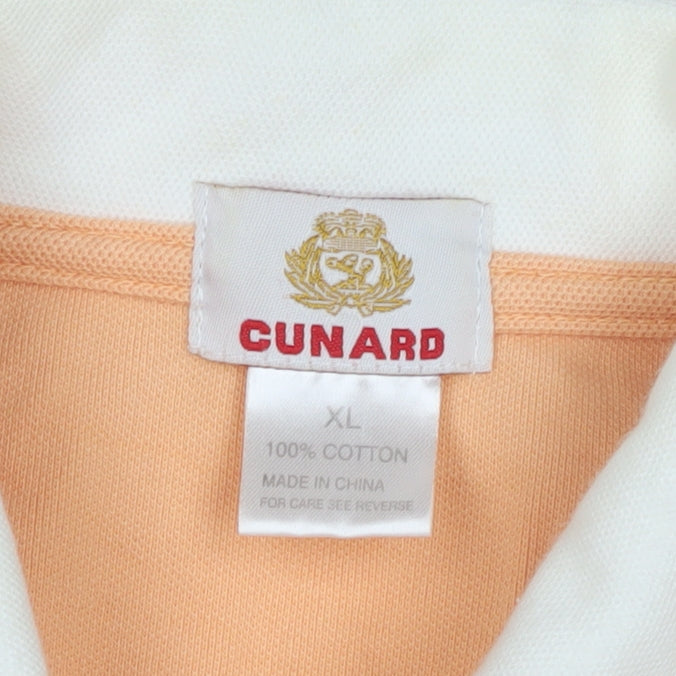 CUNARD
XL
100% COTTON
MADE IN CHINA
FOR CARE SEE REVERSE